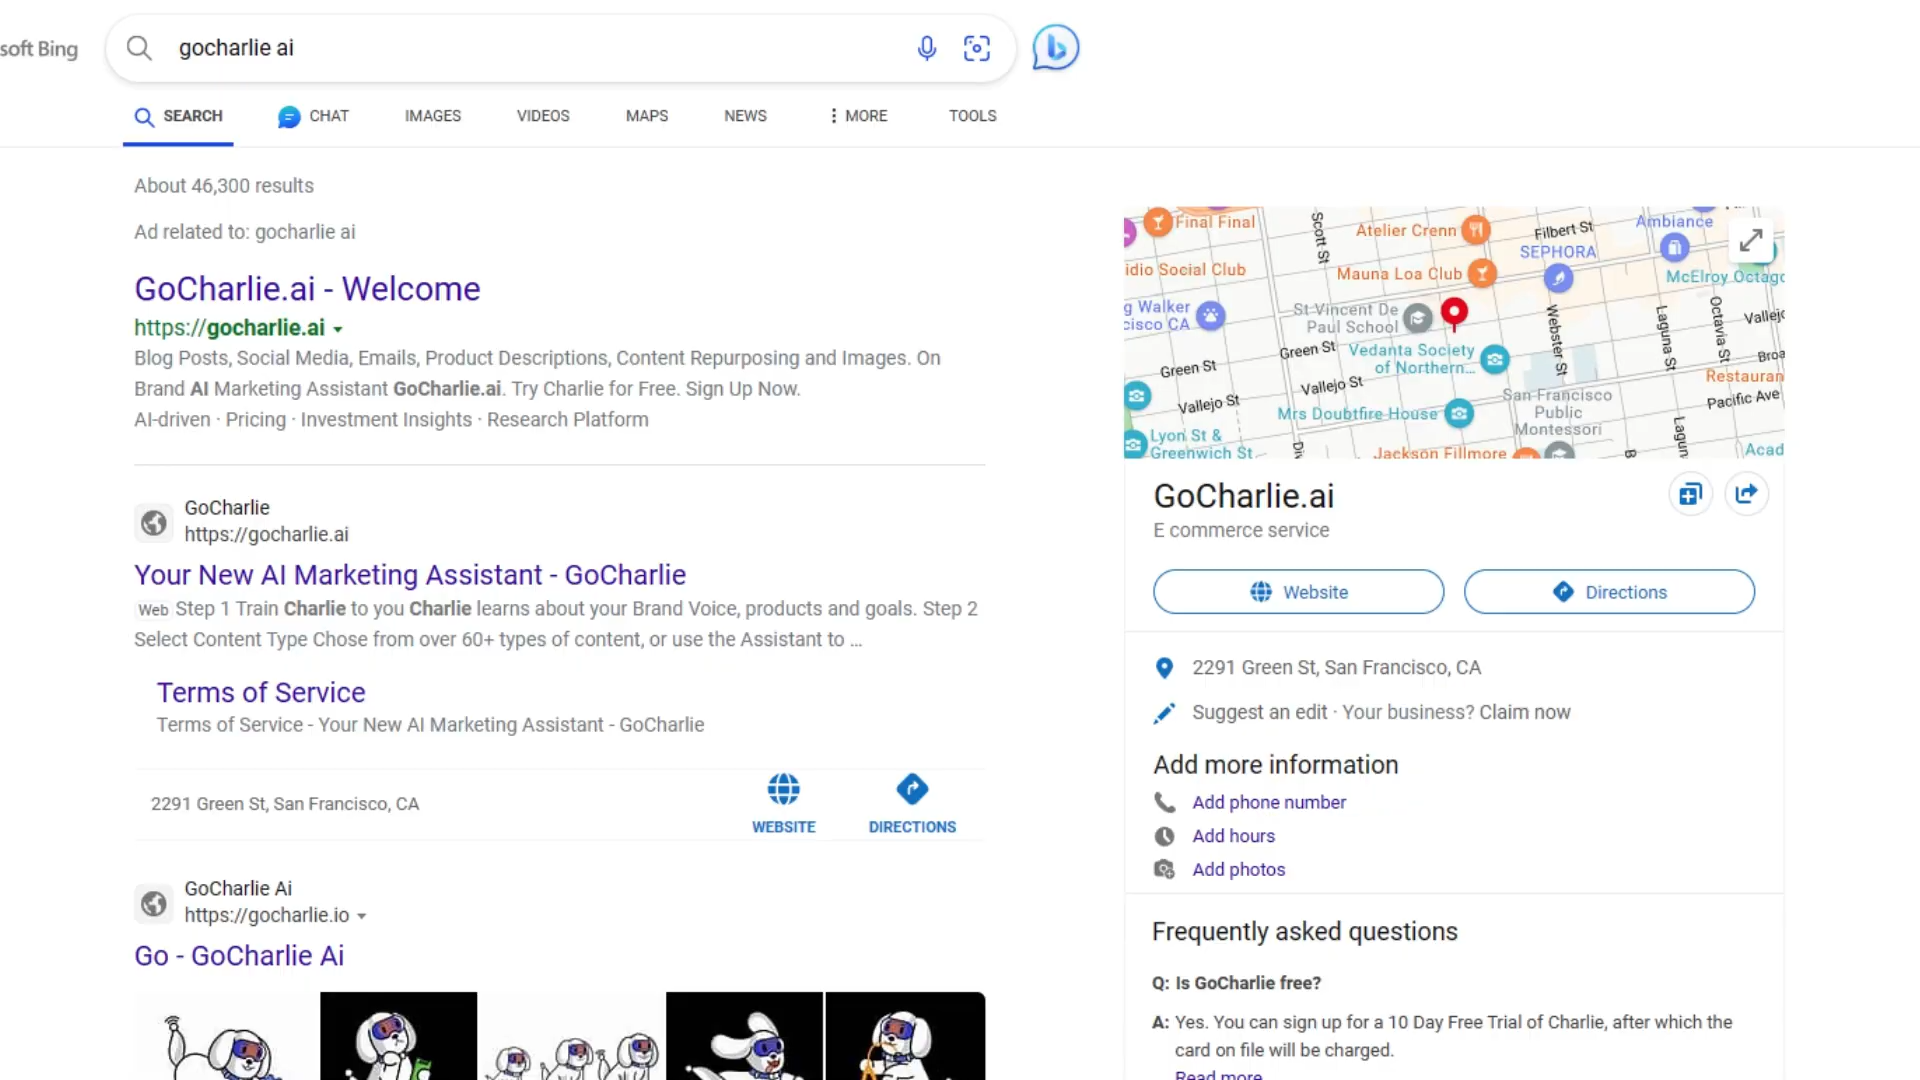 soft Bing
gocharlie ai
SEARCH
CHAT
IMAGES
VIDEOS
MAPS
NEWS
MORE
TOOLS
About 46,300 results
Ad related to: gocharlie ai
GoCharlie.ai - Welcome
https://gocharlie.ai
Blog Posts, Social Media, Emails, Product Descriptions, Content Repurposing and Images. On
Brand AI Marketing Assistant GoCharlie.ai. Try Charlie for Free. Sign Up Now.
AI-driven · Pricing · Investment Insights · Research Platform
GoCharlie
https://gocharlie.ai
Your New AI Marketing Assistant - GoCharlie
Web Step 1 Train Charlie to you Charlie learns about your Brand Voice, products and goals. Step 2
Select Content Type Chose from over 60+ types of content, or use the Assistant to ...
Terms of Service
Terms of Service - Your New AI Marketing Assistant - GoCharlie
2291 Green St, San Francisco, CA
WEBSITE
DIRECTIONS
GoCharlie Ai
https://gocharlie.io
Go - GoCharlie Ai
Final Final
Scott St
Atelier Crenn
Filbert St
Ambiance
SEPHORA
idio Social Club
Mauna Loa Club
McElroy Octago
g Walker
cisco CA
St Vincent De
Paul School
Webster St
Laguna St
Octavia St
Vallejo
Green St
Green St
Vedanta Society
of Northern...
Broa
Vallejo St
Vallejo St
Restauran
Pacific Ave
San Francisco
Public
Montessori
Mrs Doubtfire House
Lyon St &
Greenwich St
Div
Jackson Fillmore
B
Lagun
Acad
GoCharlie.ai
E commerce service
Website
Directions
2291 Green St, San Francisco, CA
Suggest an edit · Your business? Claim now
Add more information
Add phone number
Add hours
Add photos
Frequently asked questions
Q: Is GoCharlie free?
A: Yes. You can sign up for a 10 Day Free Trial of Charlie, after which the
card on file will be charged.
Read more